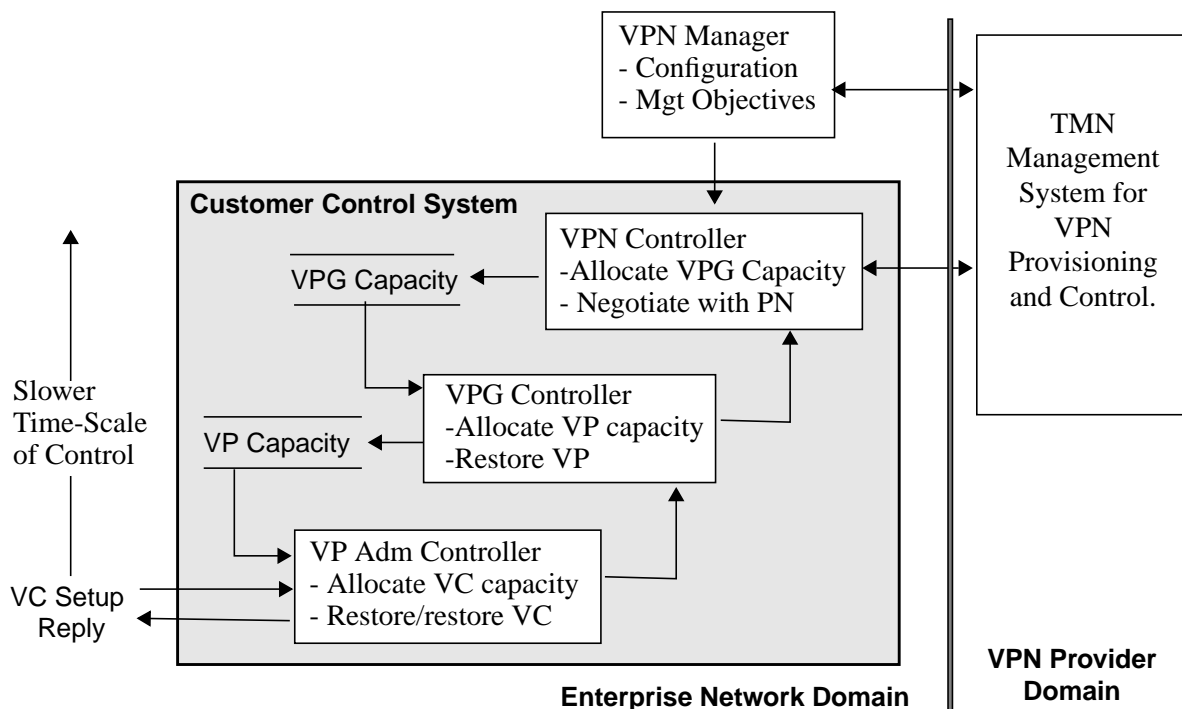 VPN Manager
- Configuration
- Mgt Objectives
TMN
Management
System for
VPN
Provisioning
and Control.
Customer Control System
VPN Controller
-Allocate VPG Capacity
- Negotiate with PN
VPG Capacity
Slower
Time-Scale
of Control
VPG Controller
-Allocate VP capacity
-Restore VP
VP Capacity
VP Adm Controller
- Allocate VC capacity
- Restore/restore VC
VC Setup
Reply
Enterprise Network Domain
VPN Provider
Domain